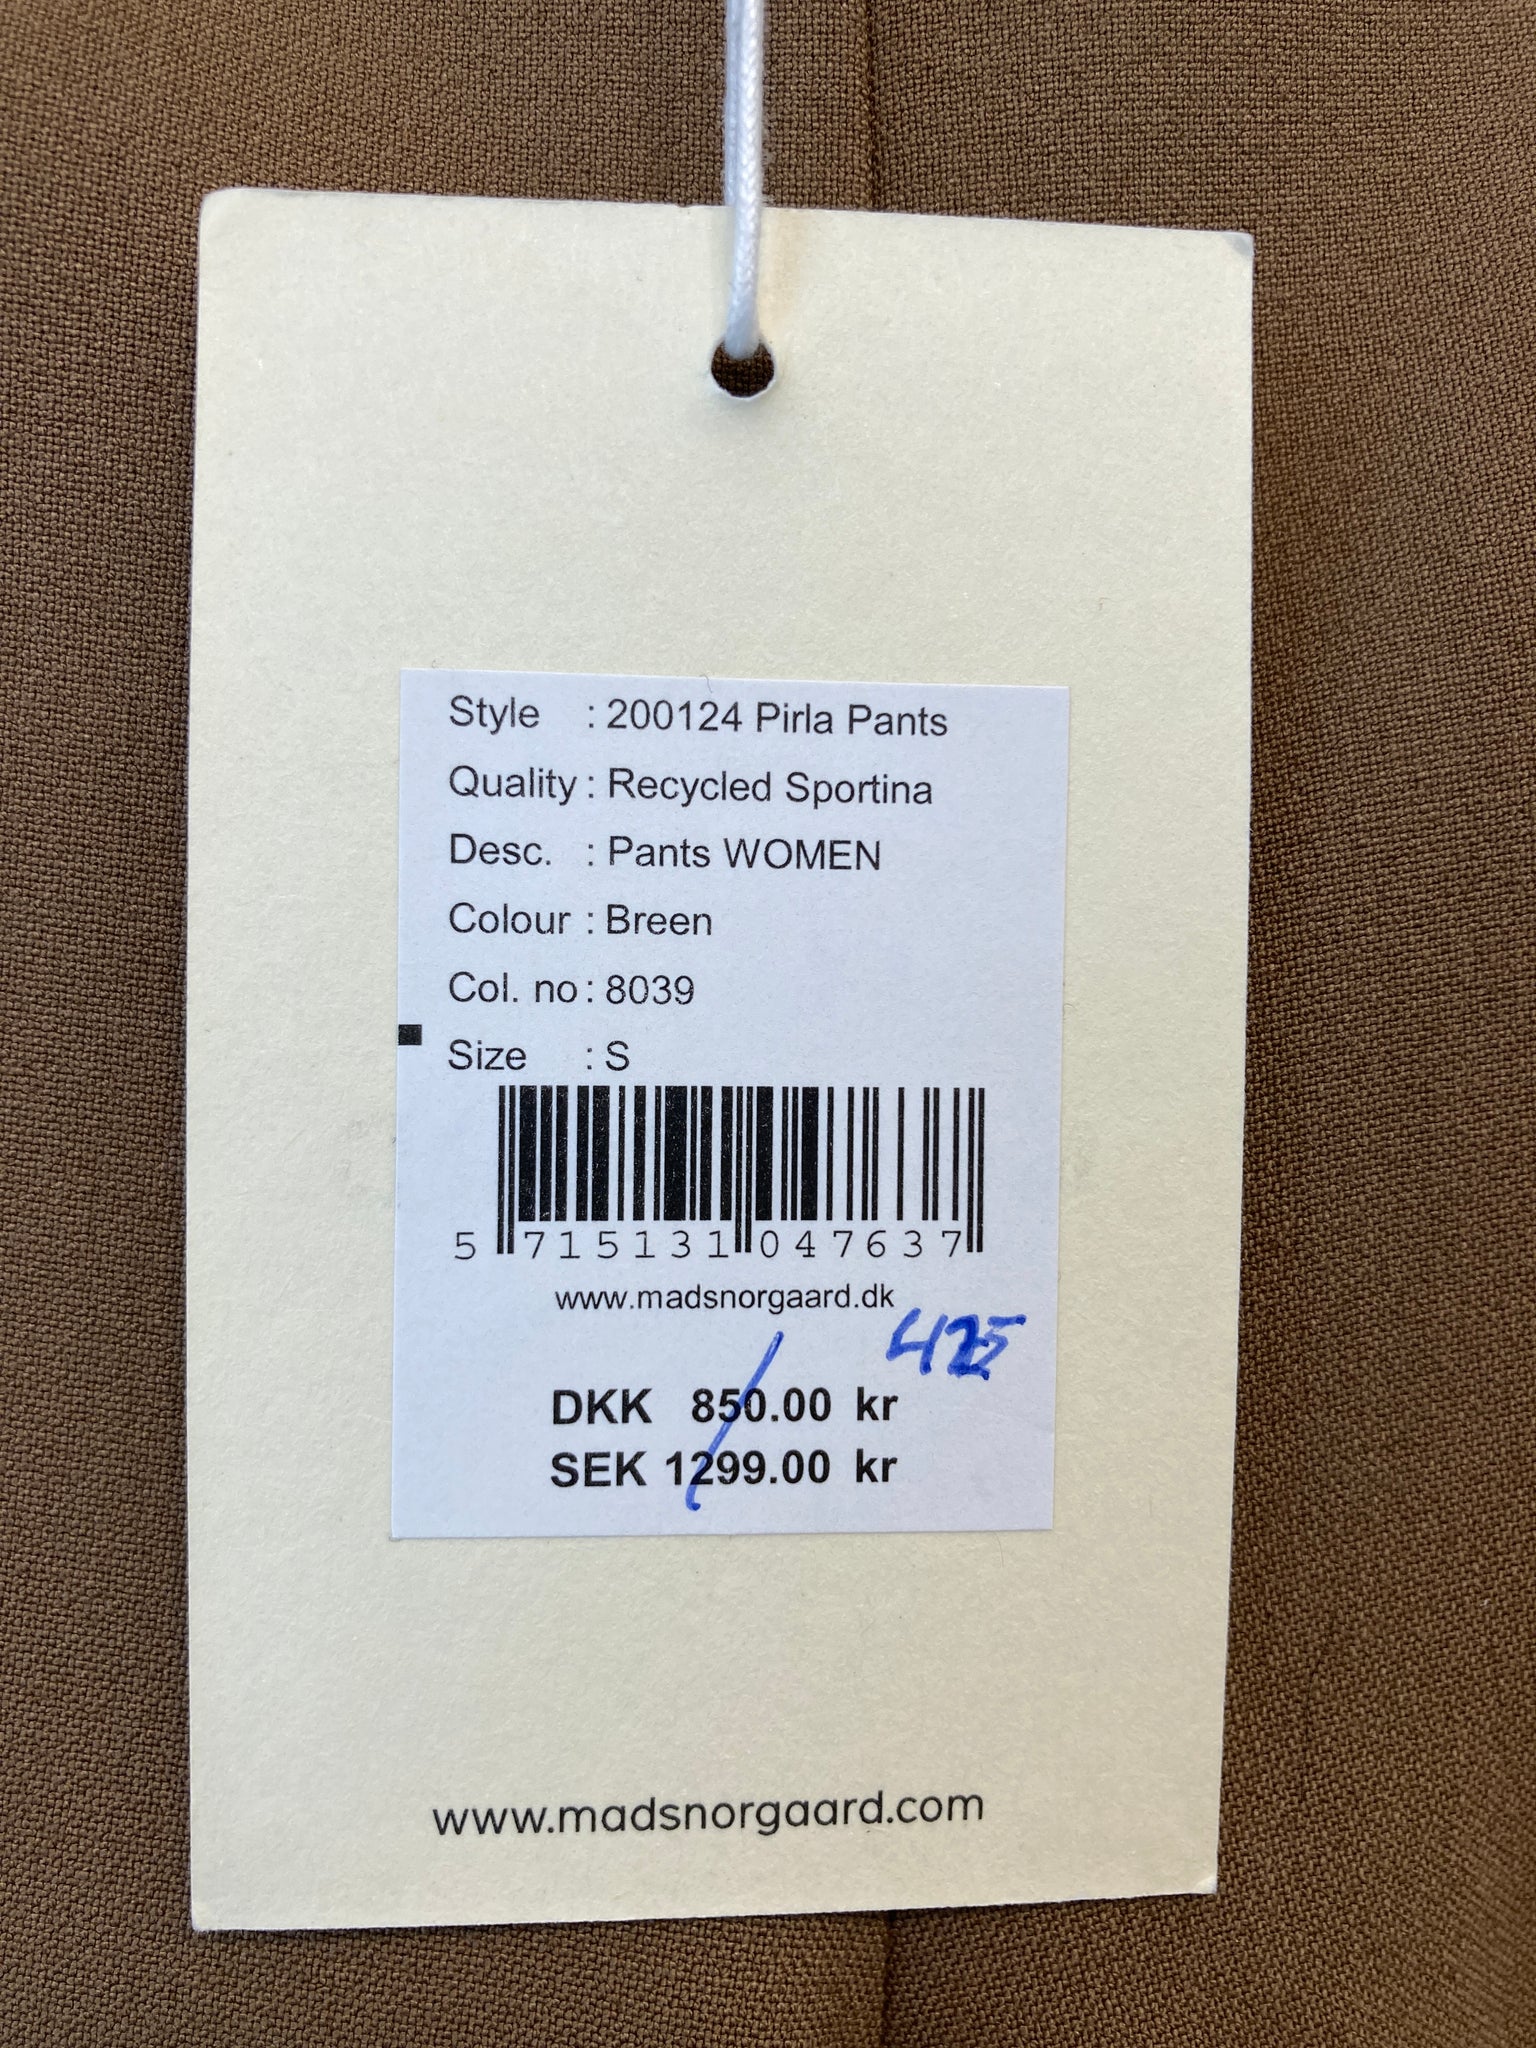 Style : 200124 Pirla Pants
Quality : Recycled Sportina
Desc. : Pants WOMEN
Colour : Breen
Col. no : 8039
Size : S
5 715131 047637
www.madsnorgaard.dk
425
DKK 850.00 kr
SEK 1299.00 kr
www.madsnorgaard.com